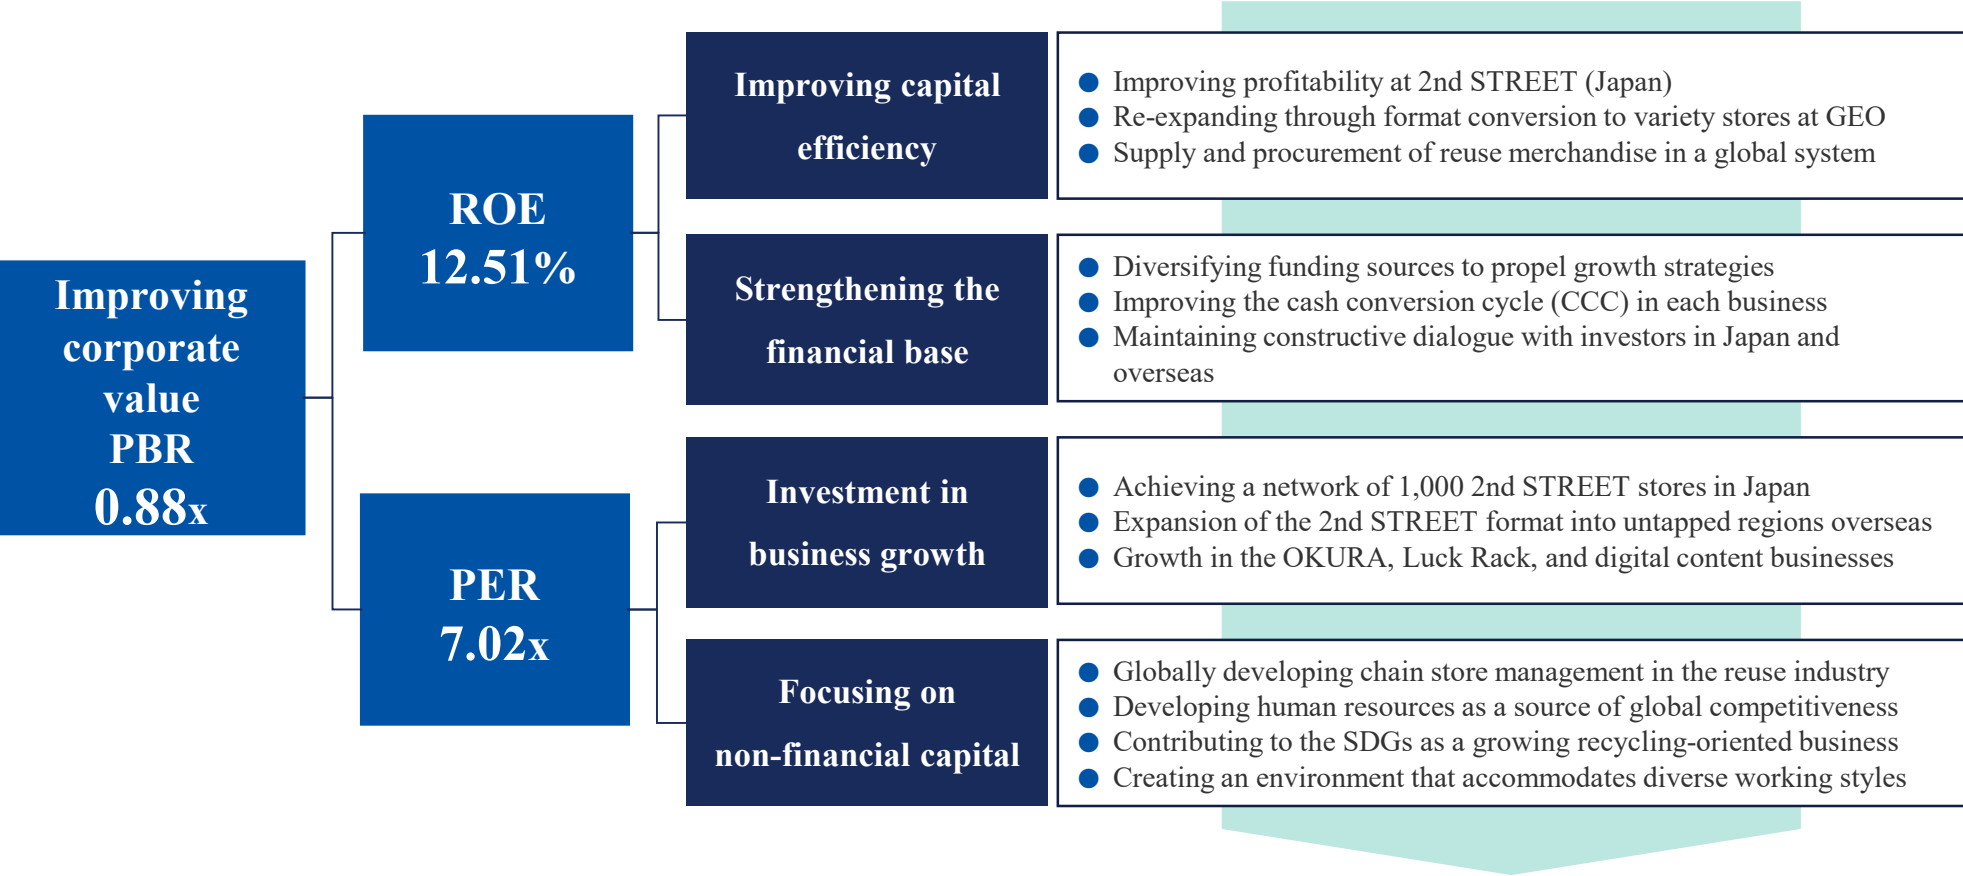 Improving
corporate
value
PBR
0.88x
ROE
12.51%
PER
7.02x
Improving capital
efficiency
● Improving profitability at 2nd STREET (Japan)
● Re-expanding through format conversion to variety stores at GEO
● Supply and procurement of reuse merchandise in a global system
Strengthening the
financial base
● Diversifying funding sources to propel growth strategies
● Improving the cash conversion cycle (CCC) in each business
● Maintaining constructive dialogue with investors in Japan and
overseas
Investment in
business growth
● Achieving a network of 1,000 2nd STREET stores in Japan
● Expansion of the 2nd STREET format into untapped regions overseas
● Growth in the OKURA, Luck Rack, and digital content businesses
Focusing on
non-financial capital
● Globally developing chain store management in the reuse industry
● Developing human resources as a source of global competitiveness
● Contributing to the SDGs as a growing recycling-oriented business
● Creating an environment that accommodates diverse working styles